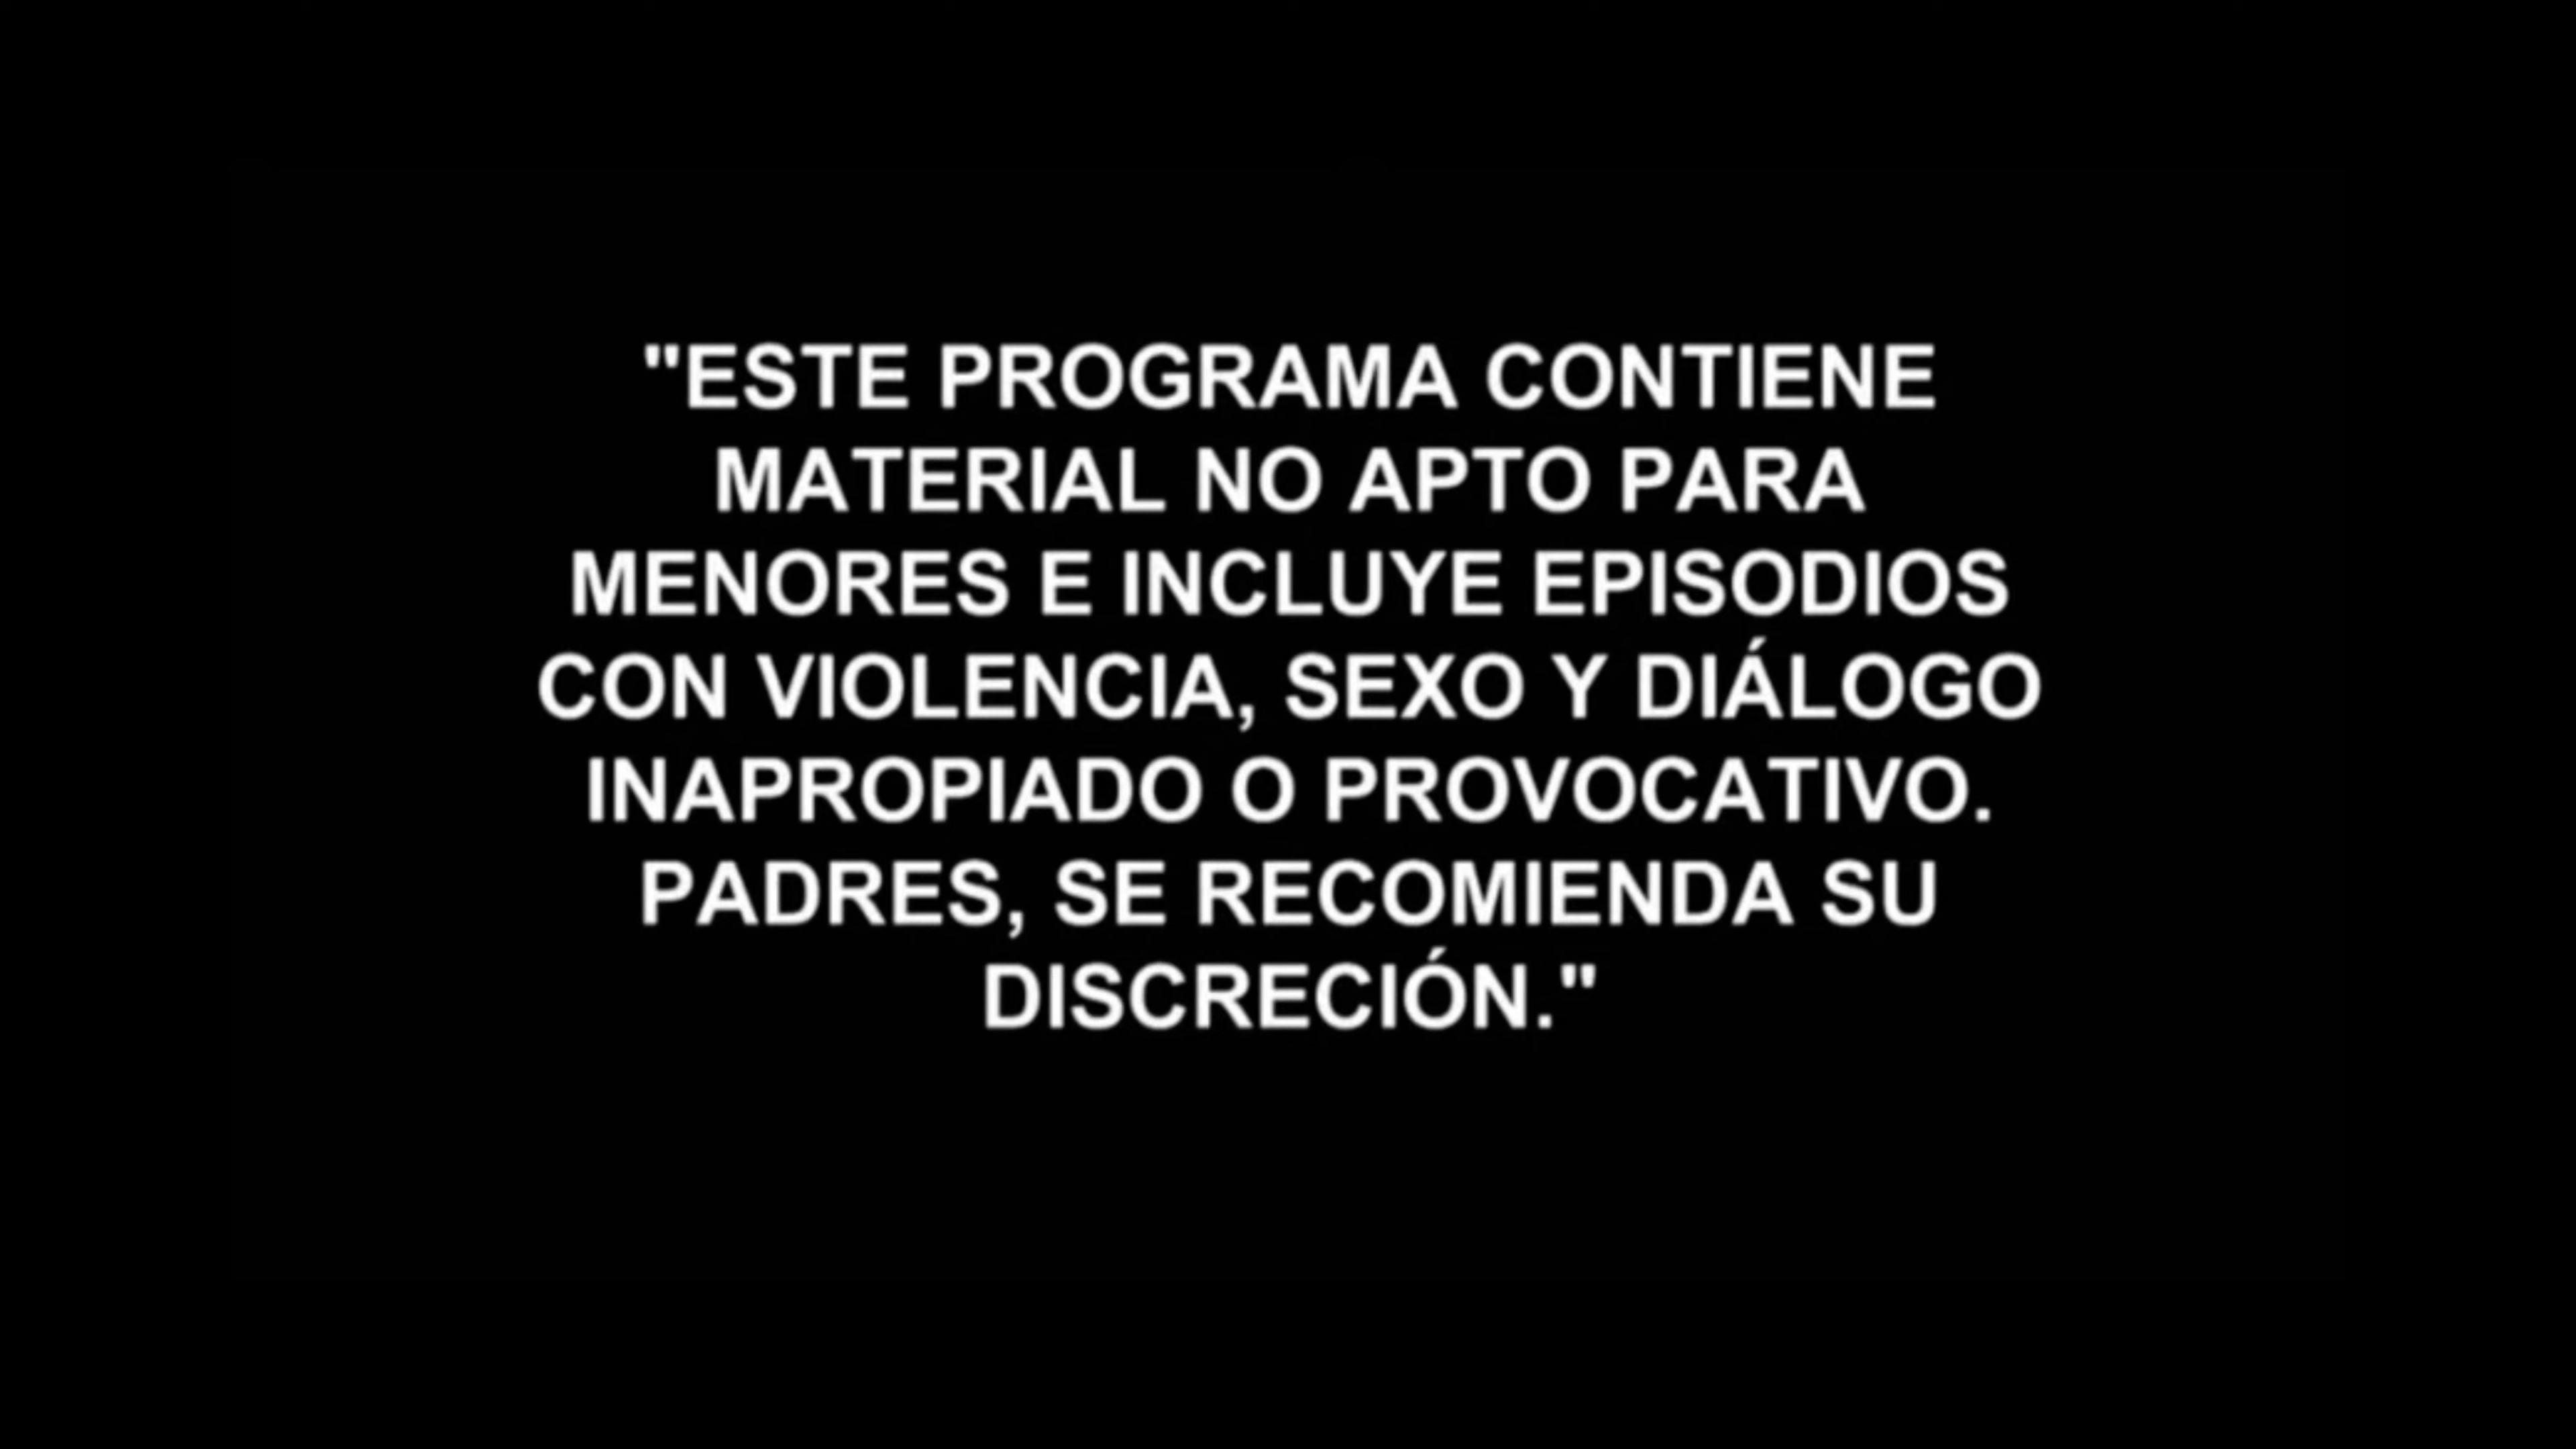 "ESTE PROGRAMA CONTIENE
MATERIAL NO APTO PARA
MENORES E INCLUYE EPISODIOS
CON VIOLENCIA, SEXO Y DIÁLOGO
INAPROPIADO O PROVOCATIVO.
PADRES, SE RECOMIENDA SU
DISCRECIÓN."